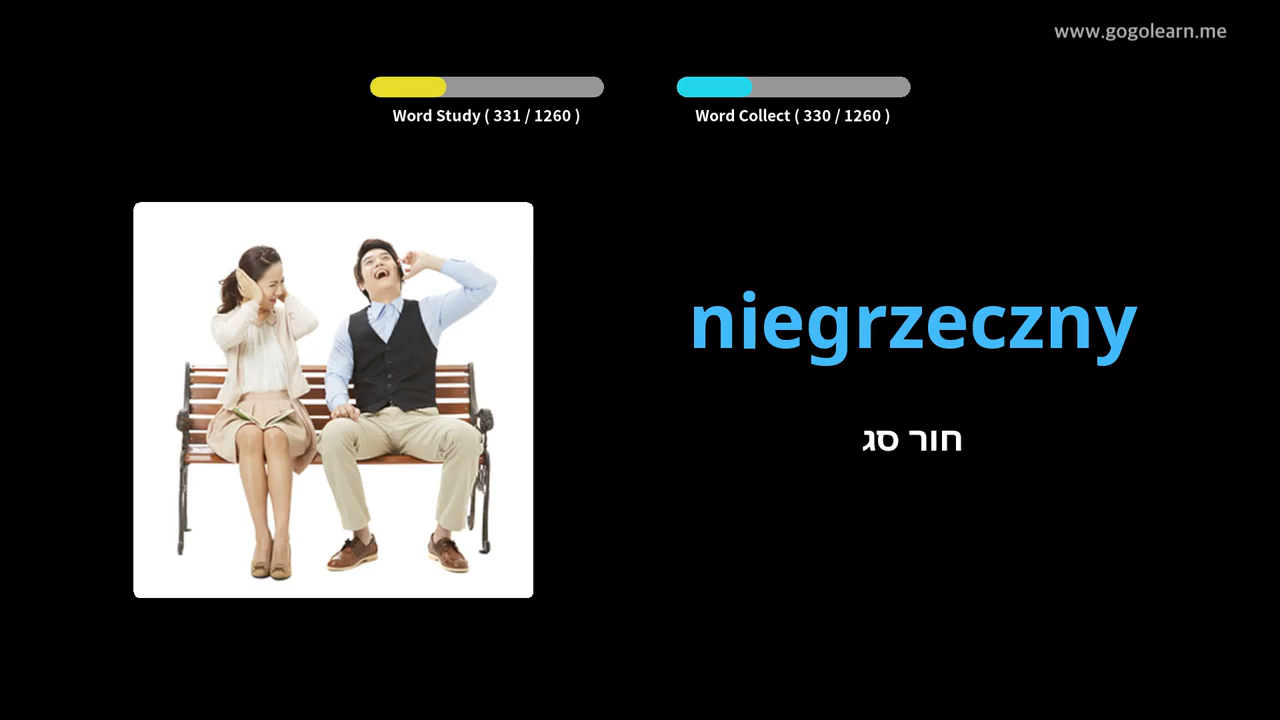 www.gogolearn.me
Word Study ( 331 / 1260 )
Word Collect ( 330 / 1260 )
niegrzeczny
חור סג